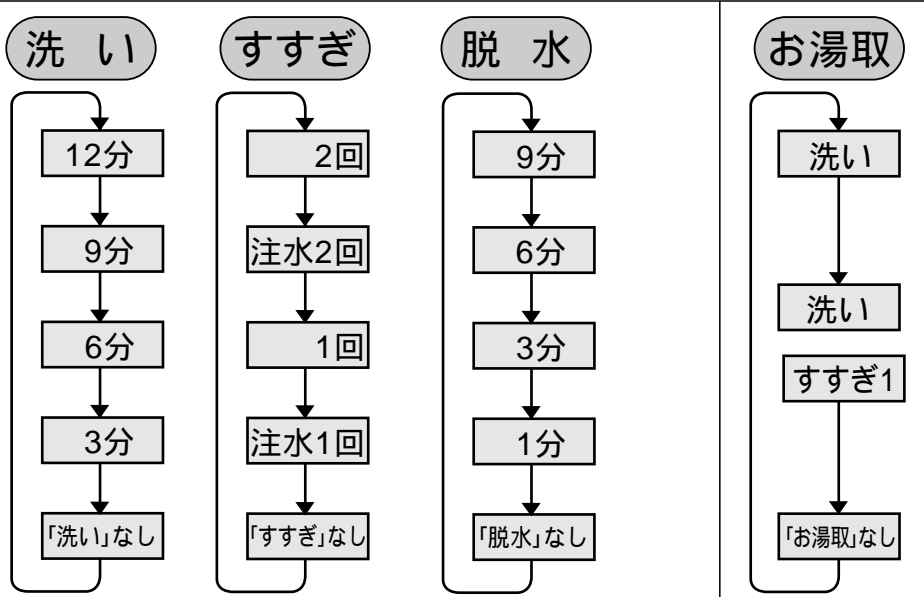 洗 い
12分
9分
6分
3分
「洗い」なし
すすぎ
2回
注水2回
1回
注水1回
「すすぎ」なし
脱 水
9分
6分
3分
1分
「脱水」なし
お湯取
洗い
洗い
すすぎ1
「お湯取」なし